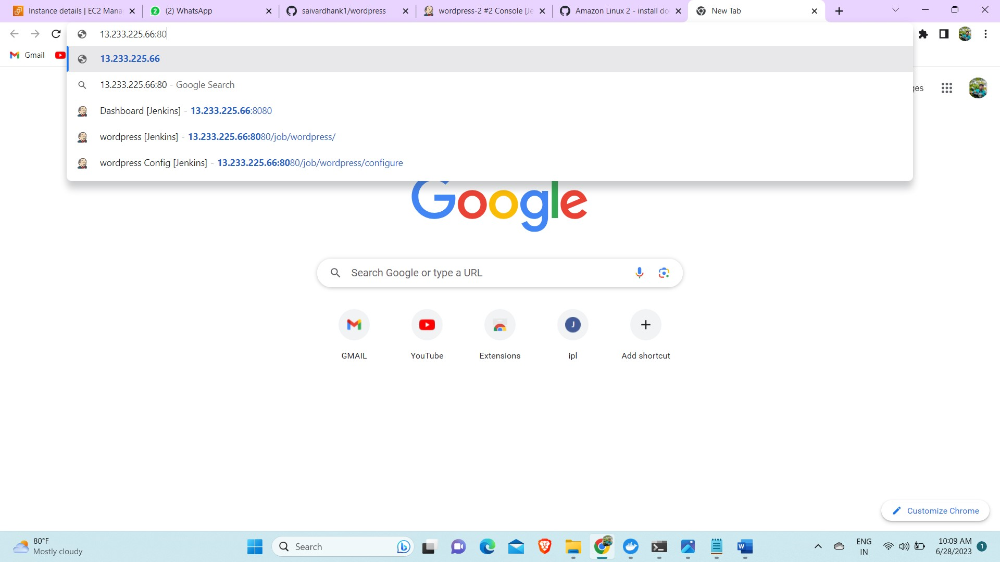 Instance details | EC2 Mana
(2) WhatsApp
saivardhank1/wordpress
wordpress-2 #2 Console [Je
Amazon Linux 2 - install do
New Tab
13.233.225.66:80
Gmail
13.233.225.66
13.233.225.66:80 - Google Search
Dashboard [Jenkins] - 13.233.225.66:8080
wordpress [Jenkins] - 13.233.225.66:8080/job/wordpress/
wordpress Config [Jenkins] - 13.233.225.66:8080/job/wordpress/configure
ges
Google
Search Google or type a URL
J
GMAIL
YouTube
Extensions
ipl
Add shortcut
Customize Chrome
80°F
Mostly cloudy
Search
ENG
IN
10:09 AM
6/28/2023
1